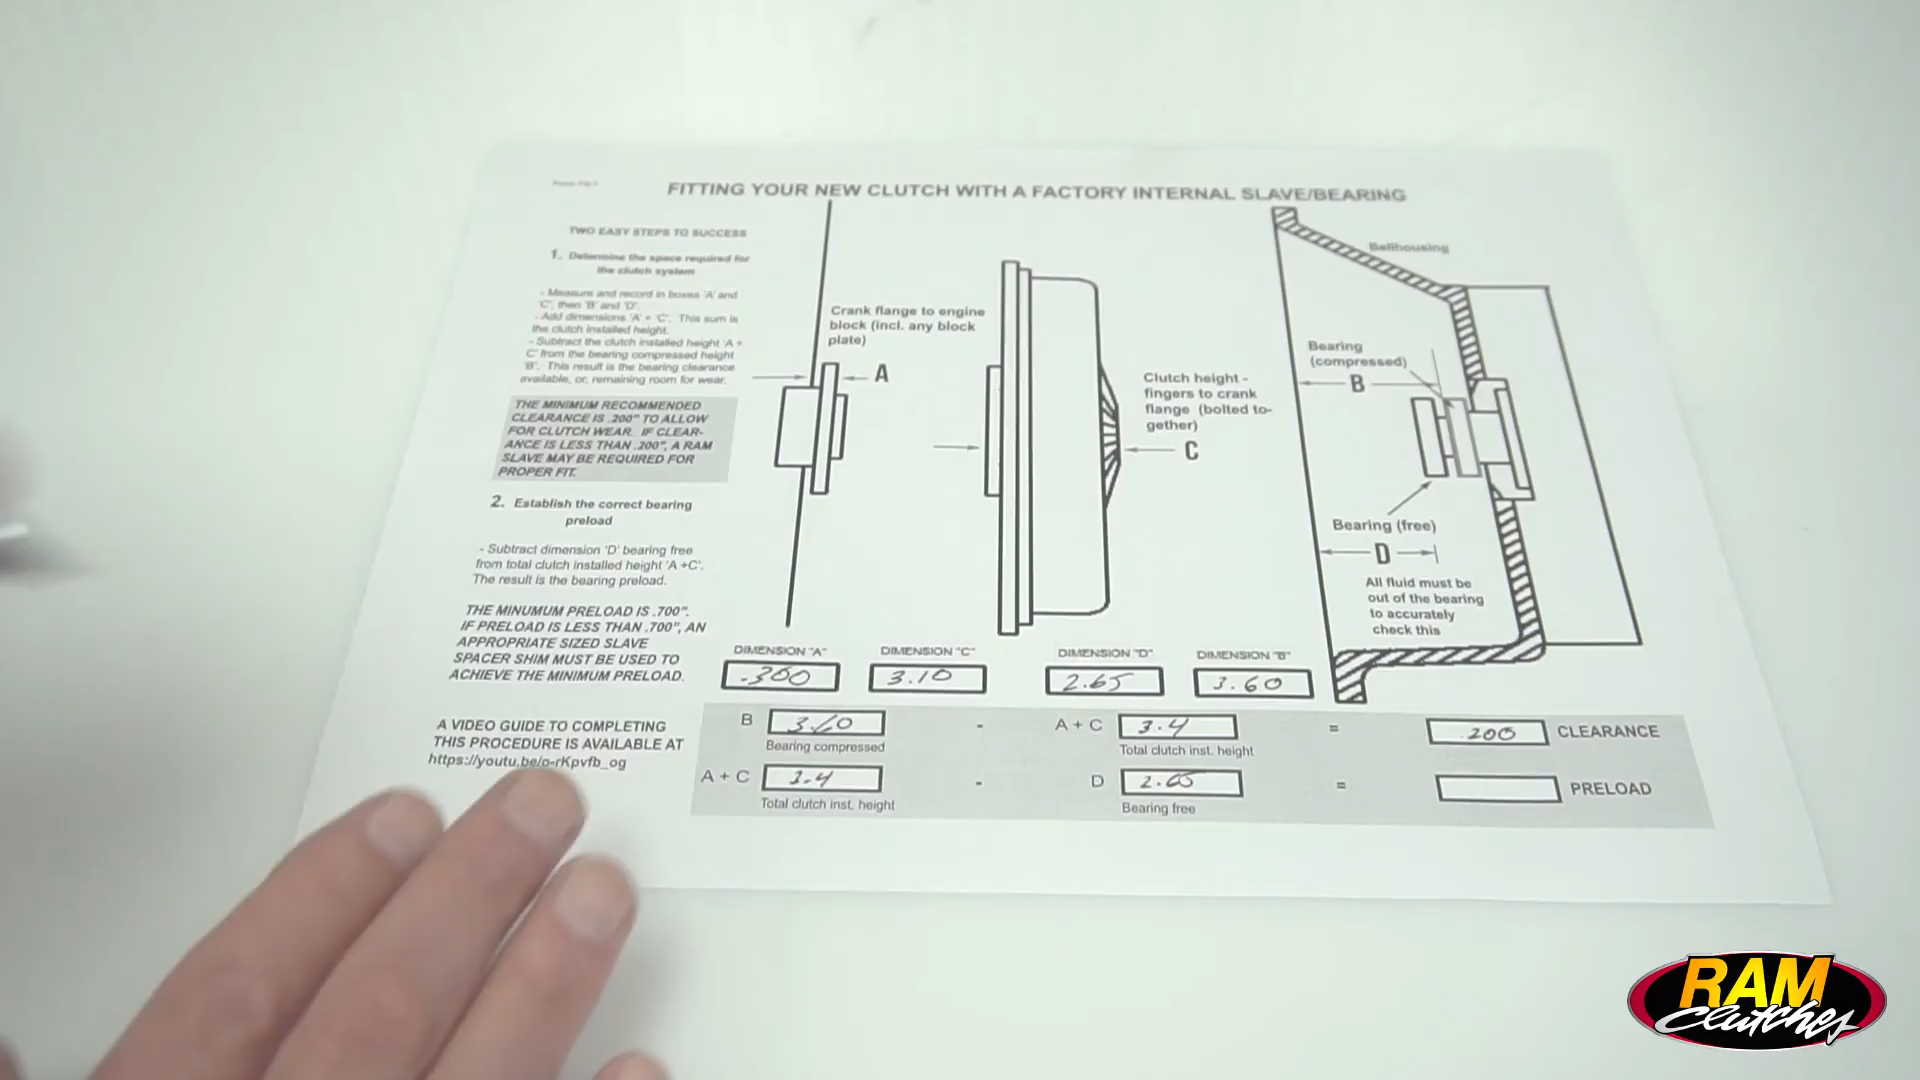 FITTING YOUR NEW CLUTCH WITH A FACTORY INTERNAL SLAVE/BEARING
TWO EASY STEPS TO SUCCESS
1. Determine the space required for
the clutch system
- Measure and record in boxes 'A' and
'C', then 'B' and 'D'.
- Add dimensions 'A' + 'C'. This sum is
the clutch installed height.
- Subtract the clutch installed height 'A +
C' from the bearing compressed height
'B'. This result is the bearing clearance
available, or, remaining room for wear.
THE MINIMUM RECOMMENDED
CLEARANCE IS .200" TO ALLOW
FOR CLUTCH WEAR. IF CLEAR-
ANCE IS LESS THAN .200", A RAM
SLAVE MAY BE REQUIRED FOR
PROPER FIT.
2. Establish the correct bearing
preload
- Subtract dimension 'D' bearing free
from total clutch installed height 'A +C'.
The result is the bearing preload.
THE MINUMUM PRELOAD IS .700".
IF PRELOAD IS LESS THAN .700", AN
APPROPRIATE SIZED SLAVE
SPACER SHIM MUST BE USED TO
ACHIEVE THE MINIMUM PRELOAD.
A VIDEO GUIDE TO COMPLETING
THIS PROCEDURE IS AVAILABLE AT
https://youtu.be/o-rKpvfb_og
Crank flange to engine
block (incl. any block
plate)
A
Clutch height -
fingers to crank
flange (bolted to-
gether)
C
Bellhousing
Bearing
(compressed)
B
Bearing (free)
D
All fluid must be
out of the bearing
to accurately
check this
DIMENSION "A" DIMENSION "C" DIMENSION "D" DIMENSION "B"
.300 3.10 2.65 3.60
B 3.60 - A + C 3.4 = .200 CLEARANCE
Bearing compressed Total clutch inst. height
A + C 3.4 - D 2.65 = PRELOAD
Total clutch inst. height Bearing free
RAM
Clutches